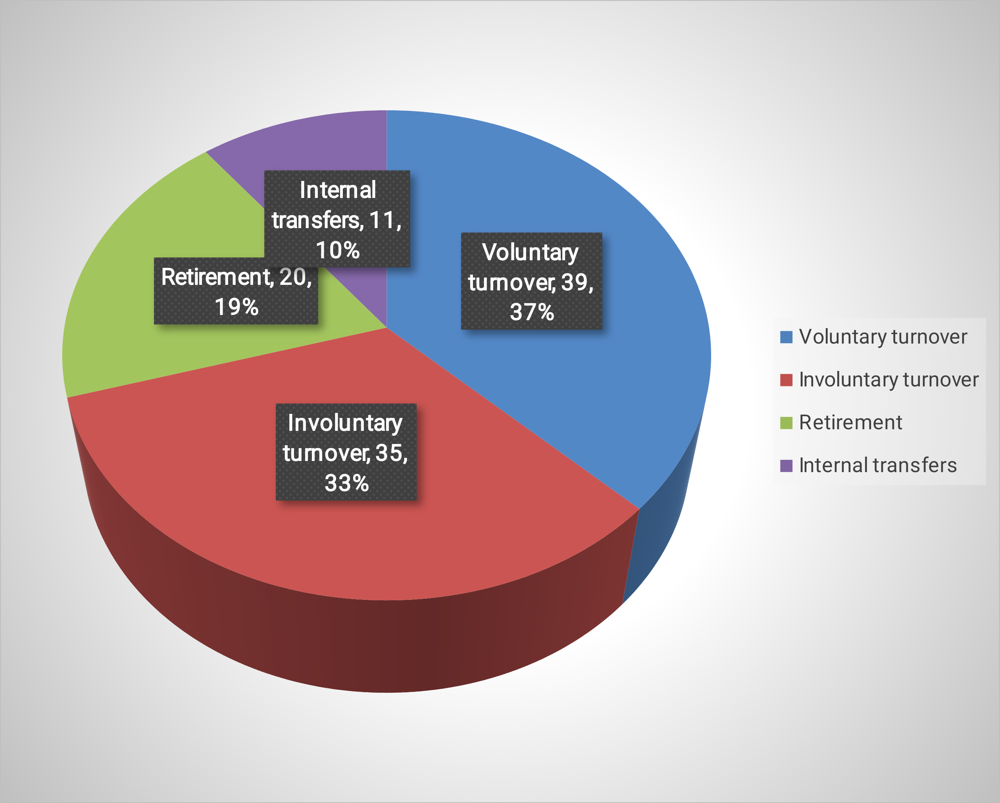 Internal
transfers, 11,
10%
Voluntary
turnover, 39,
37%
Retirement, 20,
19%
Involuntary
turnover, 35,
33%
Voluntary turnover
Involuntary turnover
Retirement
Internal transfers